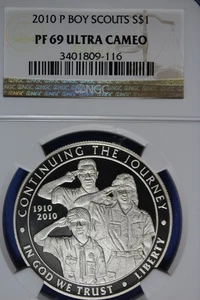 2010 P BOY SCOUTS S$1
PF 69 ULTRA CAMEO
3401809-116
NGC
CONTINUING THE JOURNEY
1910
2010
IN GOD WE TRUST • LIBERTY